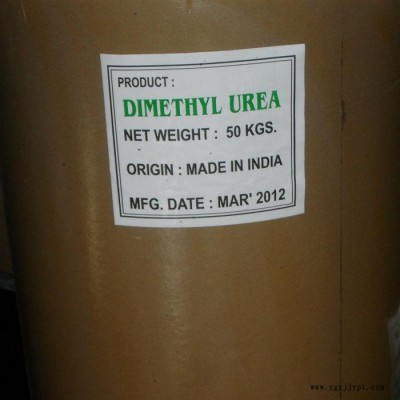 PRODUCT :
DIMETHYL UREA
NET WEIGHT : 50 KGS.
ORIGIN : MADE IN INDIA
MFG. DATE : MAR' 2012